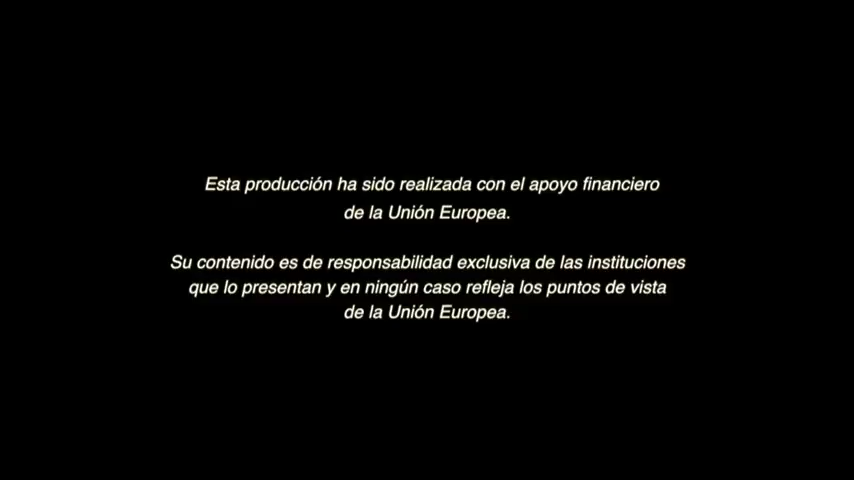 Esta producción ha sido realizada con el apoyo financiero
de la Unión Europea.
Su contenido es de responsabilidad exclusiva de las instituciones
que lo presentan y en ningún caso refleja los puntos de vista
de la Unión Europea.